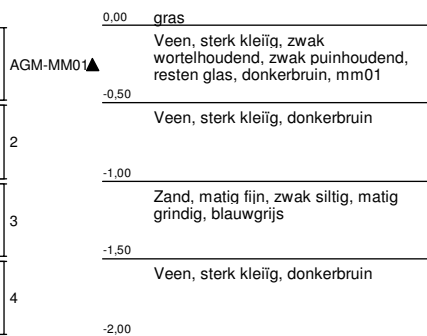 0,00 gras
AGM-MM01 Veen, sterk kleiïg, zwak
wortelhoudend, zwak puinhoudend,
resten glas, donkerbruin, mm01
-0,50
2 Veen, sterk kleiïg, donkerbruin
-1,00
3 Zand, matig fijn, zwak siltig, matig
grindig, blauwgrijs
-1,50
4 Veen, sterk kleiïg, donkerbruin
-2,00